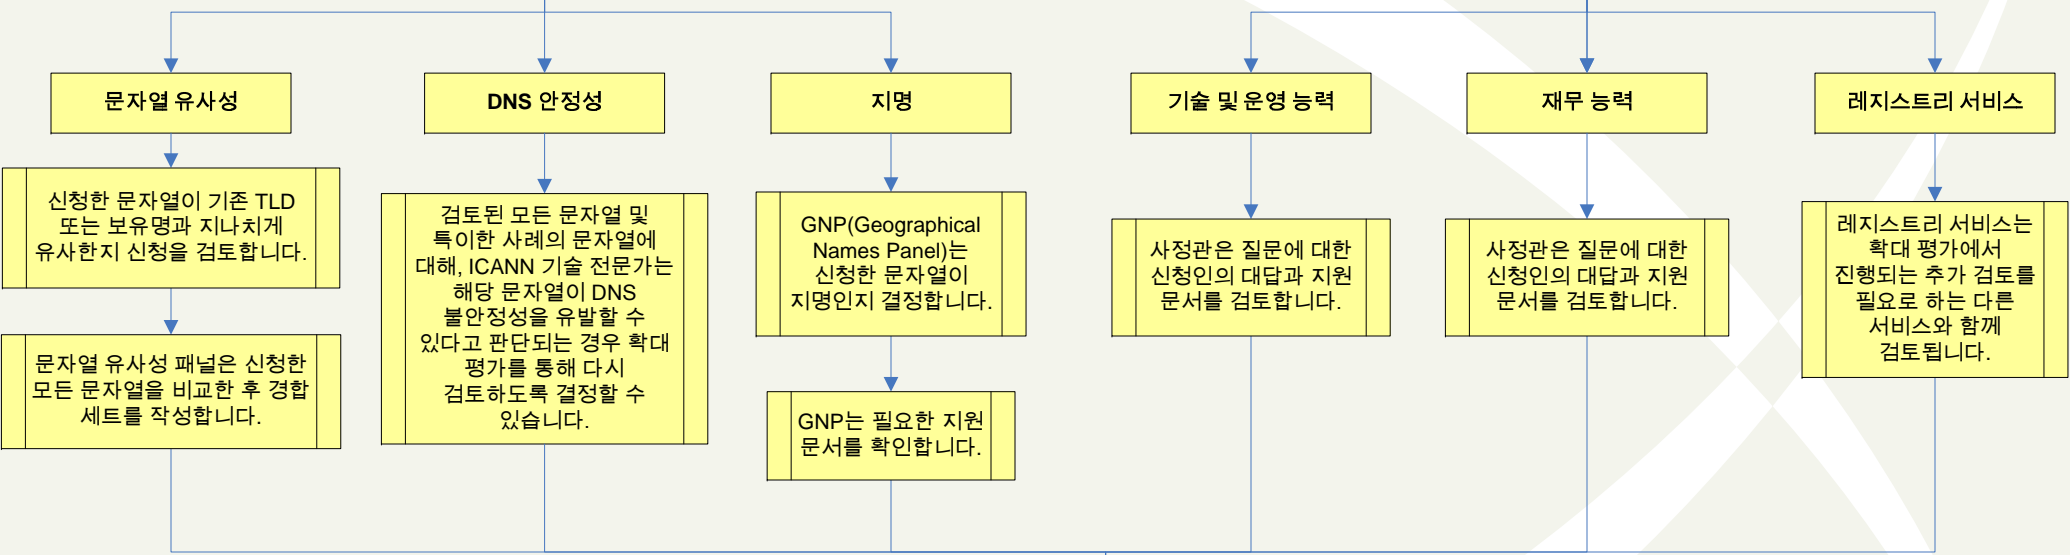 문자열 유사성
DNS 안정성
지명
기술 및 운영 능력
재무 능력
레지스트리 서비스
신청한 문자열이 기존 TLD
또는 보유명과 지나치게
유사한지 신청을 검토합니다.
문자열 유사성 패널은 신청한
모든 문자열을 비교한 후 경합
세트를 작성합니다.
검토된 모든 문자열 및
특이한 사례의 문자열에
대해, ICANN 기술 전문가는
해당 문자열이 DNS
불안정성을 유발할 수
있다고 판단되는 경우 확대
평가를 통해 다시
검토하도록 결정할 수
있습니다.
GNP(Geographical
Names Panel)는
신청한 문자열이
지명인지 결정합니다.
GNP는 필요한 지원
문서를 확인합니다.
사정관은 질문에 대한
신청인의 대답과 지원
문서를 검토합니다.
사정관은 질문에 대한
신청인의 대답과 지원
문서를 검토합니다.
레지스트리 서비스는
확대 평가에서
진행되는 추가 검토를
필요로 하는 다른
서비스와 함께
검토됩니다.